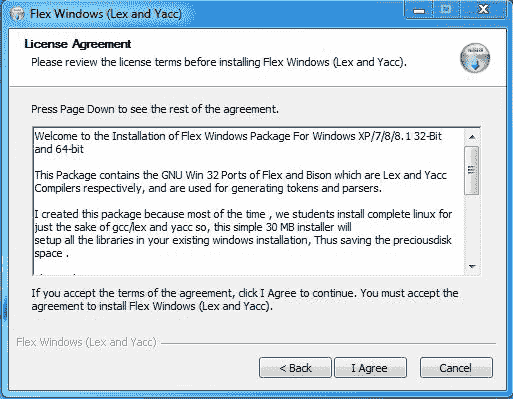 Flex Windows (Lex and Yacc)
License Agreement
Please review the license terms before installing Flex Windows (Lex and Yacc).
Press Page Down to see the rest of the agreement.
Welcome to the Installation of Flex Windows Package For Windows XP/7/8/8.1 32-Bit
and 64-bit
This Package contains the GNU Win 32 Ports of Flex and Bison which are Lex and Yacc
Compilers respectively, and are used for generating tokens and parsers.
I created this package because most of the time , we students install complete linux for
just the sake of gcc/lex and yacc so, this simple 30 MB installer will
setup all the libraries in your existing windows installation, Thus saving the preciousdisk
space .
If you accept the terms of the agreement, click I Agree to continue. You must accept the
agreement to install Flex Windows (Lex and Yacc).
Flex Windows (Lex and Yacc)
< Back I Agree Cancel